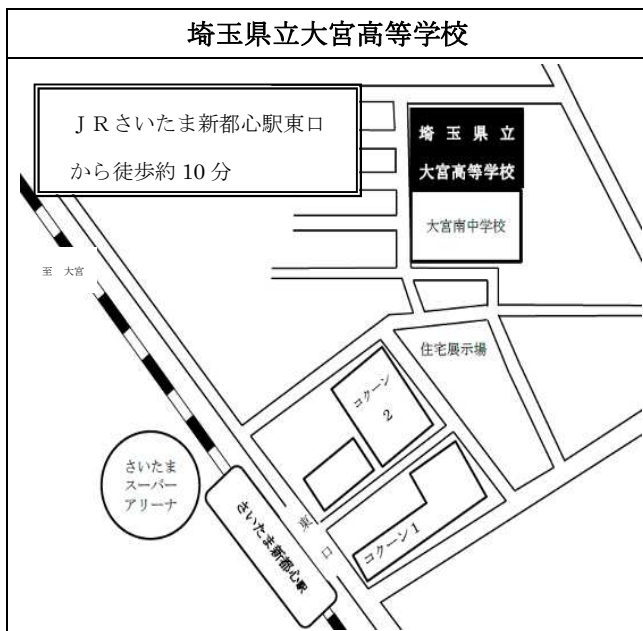 埼玉県立大宮高等学校
ＪＲさいたま新都心駅東口
から徒歩約 10 分
埼 玉 県 立
大宮高等学校
大宮南中学校
至　大宮
住宅展示場
コクーン
2
さいたま
スーパー
アリーナ
さいたま新都心駅
東
口
コクーン 1